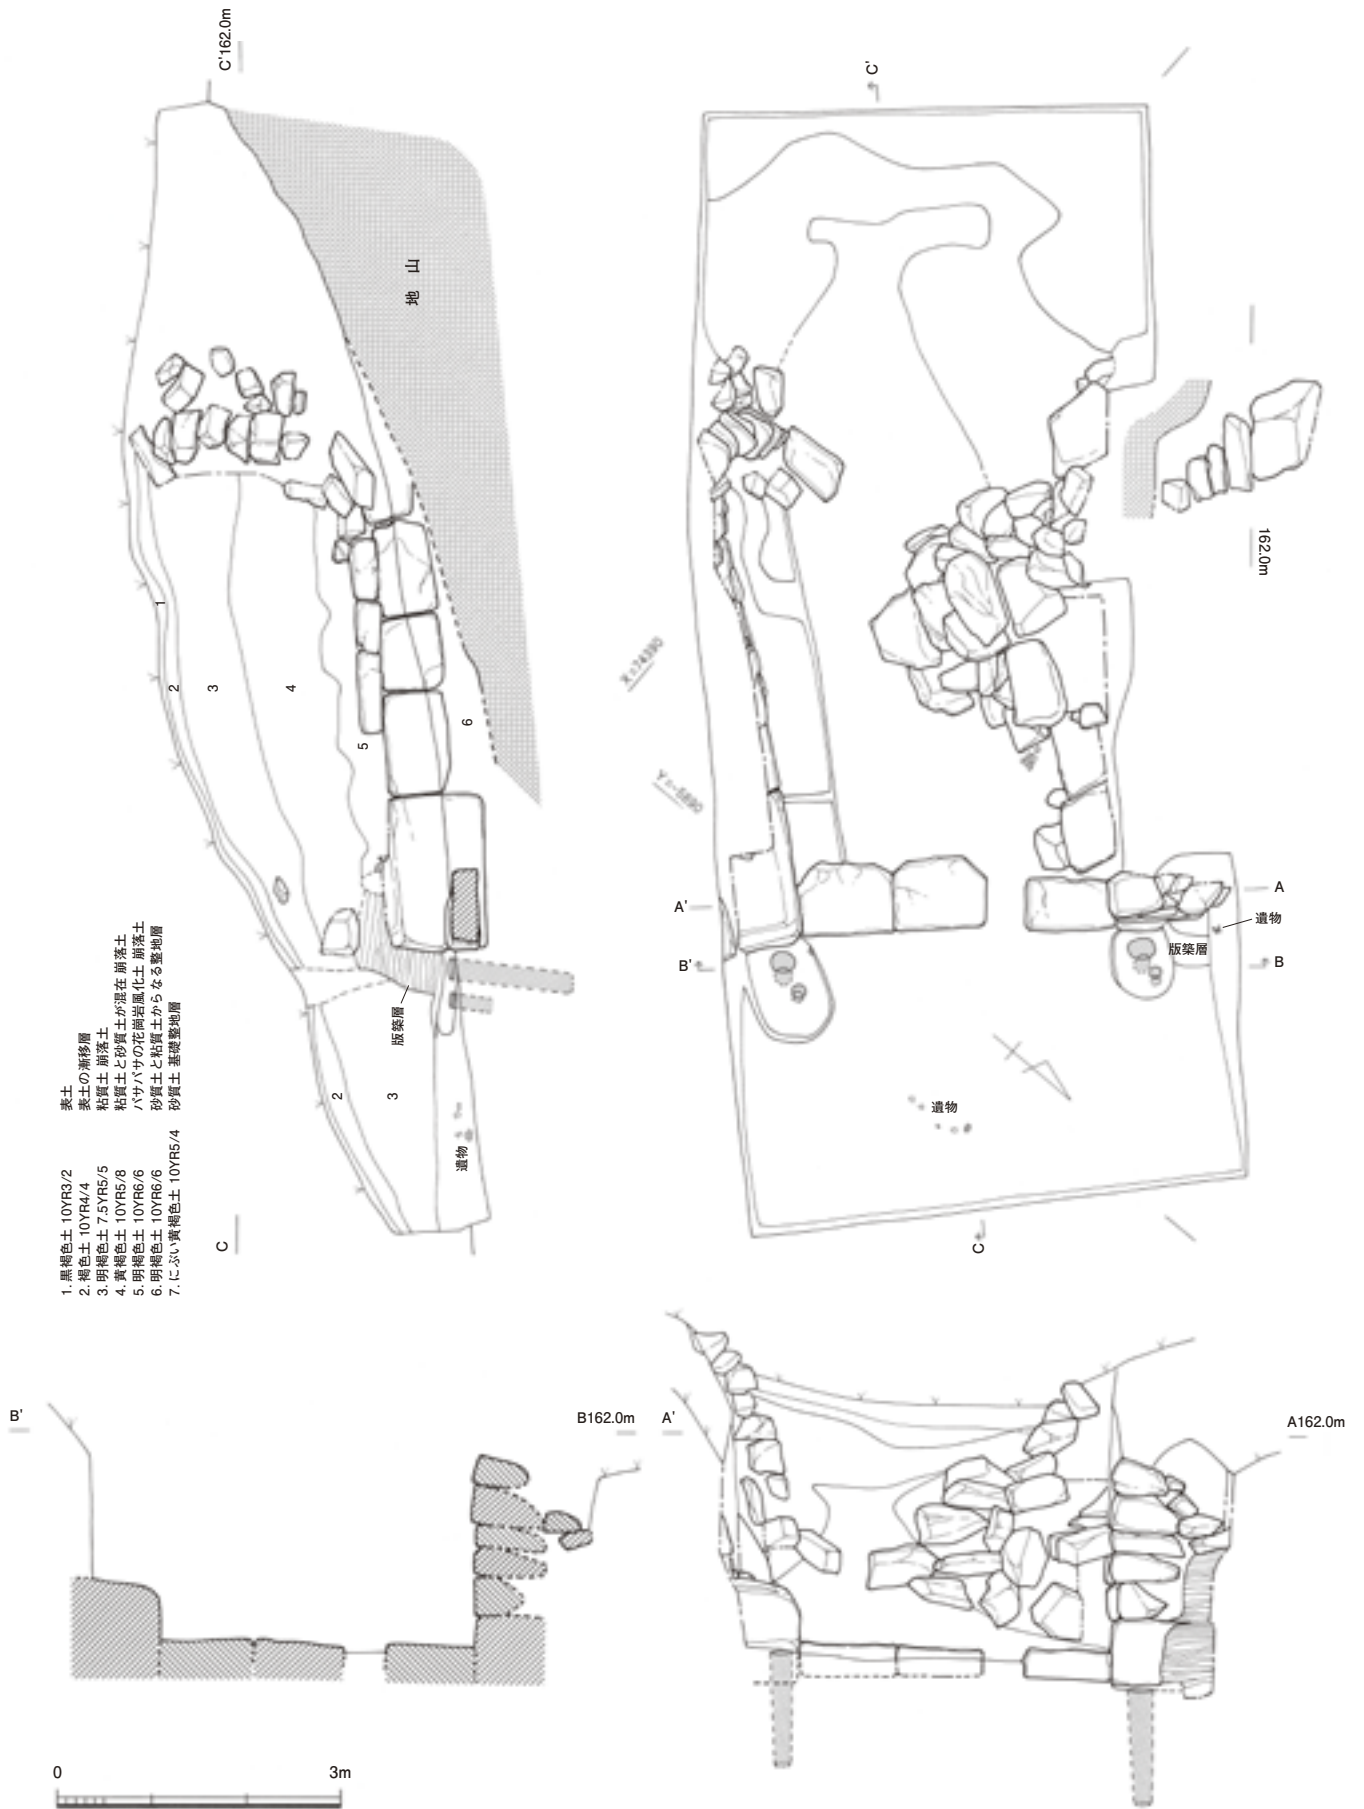 C'162.0m
C'
地 山
162.0m
1
2
3
4
5
6
X=74390
Y=-5890
A'
A
遺物
版築層
B'
B
版築層
2
3
遺物
遺物
C
C
1. 黒褐色土 10YR3/2 表土
2. 褐色土 10YR4/4 表土の漸移層
3. 明褐色土 7.5YR5/5 粘質土 崩落土
4. 黄褐色土 10YR5/8 粘質土と砂質土が混在 崩落土
5. 明褐色土 10YR6/6 バサバサの花崗岩風化土 崩落土
6. 明褐色土 10YR6/6 砂質土と粘質土からなる整地層
7. にぶい黄褐色土 10YR5/4 砂質土 基礎整地層
B'
B162.0m
A'
A162.0m
0 3m